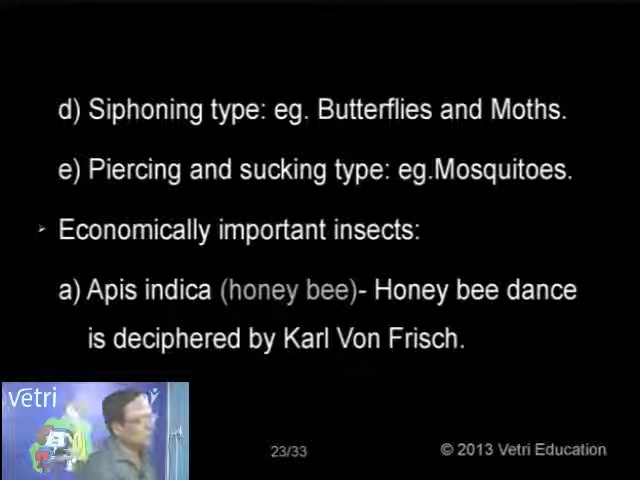 d) Siphoning type: eg. Butterflies and Moths.
e) Piercing and sucking type: eg.Mosquitoes.
Economically important insects:
a) Apis indica (honey bee)- Honey bee dance
is deciphered by Karl Von Frisch.
vetri
23/33
© 2013 Vetri Education